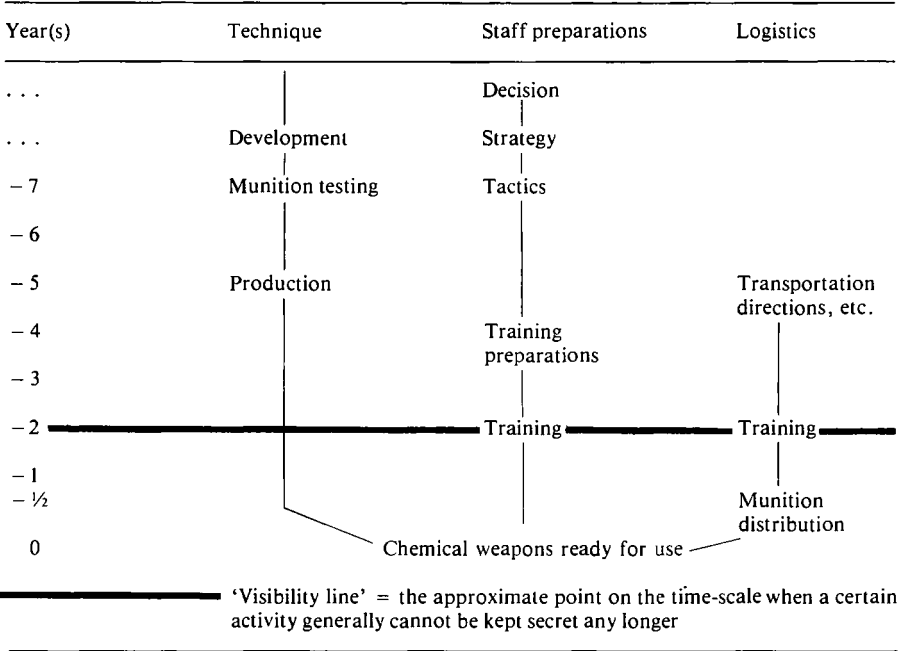 Year(s) Technique Staff preparations Logistics
. . . Decision
. . . Development Strategy
– 7 Munition testing Tactics
– 6
– 5 Production Transportation
directions, etc.
– 4 Training
preparations
– 3
– 2 Training Training
– 1
– ½ Munition
distribution
0 Chemical weapons ready for use
‘Visibility line’ = the approximate point on the time-scale when a certain
activity generally cannot be kept secret any longer